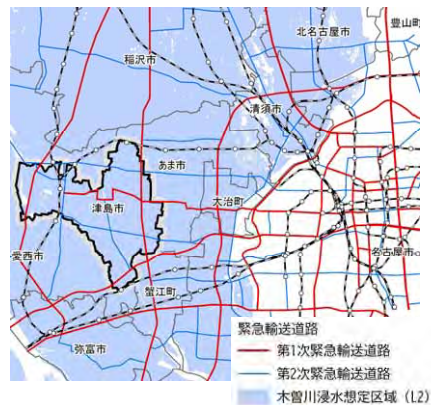 豊山町
北名古屋市
稲沢市
清須市
あま市
津島市
大治町
愛西市
名古屋市
蟹江町
弥富市
緊急輸送道路
第1次緊急輸送道路
第2次緊急輸送道路
木曽川浸水想定区域（L2）